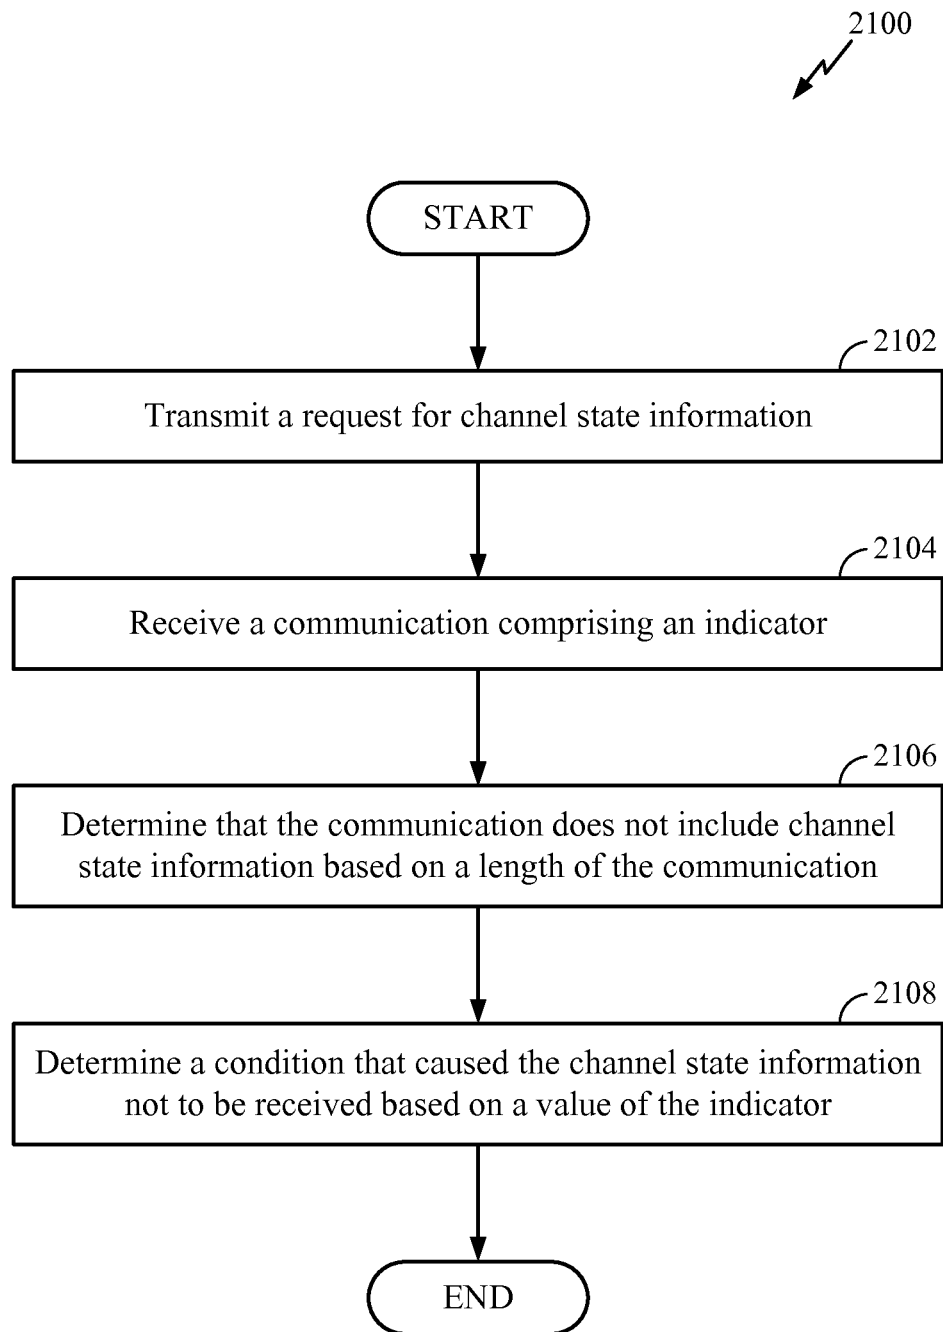 2100
START
2102
Transmit a request for channel state information
2104
Receive a communication comprising an indicator
2106
Determine that the communication does not include channel
state information based on a length of the communication
2108
Determine a condition that caused the channel state information
not to be received based on a value of the indicator
END